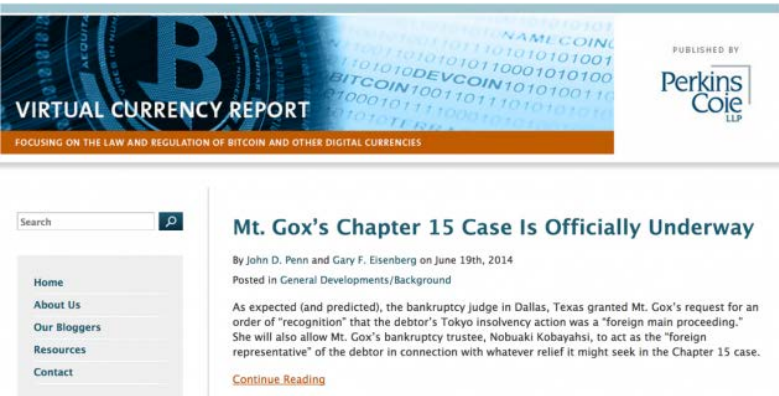 NAMECOIN
DEVCOIN
BITCOIN
VIRTUAL CURRENCY REPORT
FOCUSING ON THE LAW AND REGULATION OF BITCOIN AND OTHER DIGITAL CURRENCIES
PUBLISHED BY
Perkins
Coie
LLP
Search
Home
About Us
Our Bloggers
Resources
Contact
Mt. Gox's Chapter 15 Case Is Officially Underway
By John D. Penn and Gary F. Eisenberg on June 19th, 2014
Posted in General Developments/Background
As expected (and predicted), the bankruptcy judge in Dallas, Texas granted Mt. Gox's request for an
order of "recognition" that the debtor's Tokyo insolvency action was a "foreign main proceeding."
She will also allow Mt. Gox's bankruptcy trustee, Nobuaki Kobayahsi, to act as the "foreign
representative" of the debtor in connection with whatever relief it might seek in the Chapter 15 case.
Continue Reading